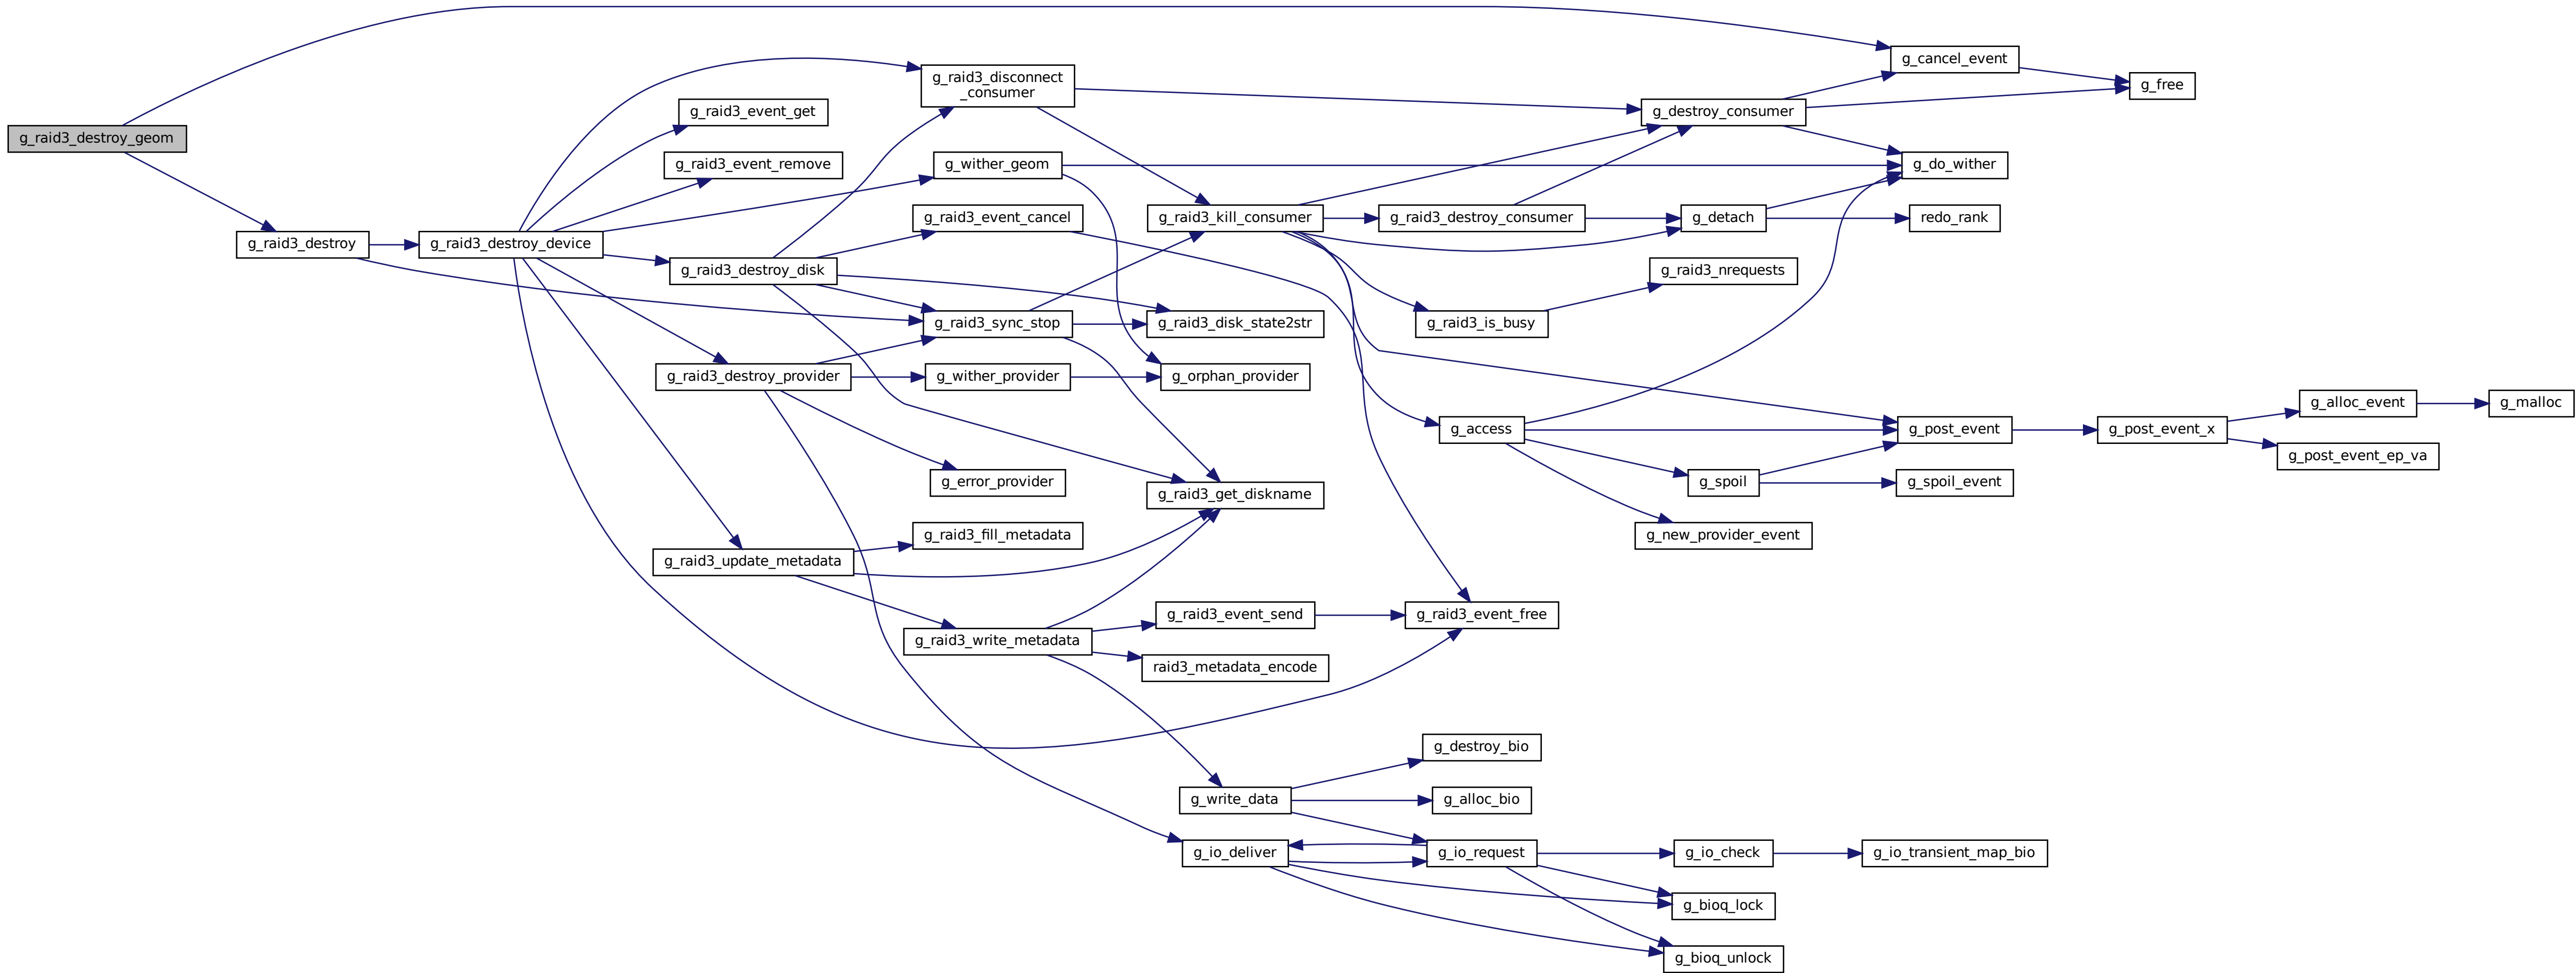 g_raid3_destroy_geom
g_raid3_destroy
g_raid3_destroy_device
g_raid3_event_get
g_raid3_event_remove
g_raid3_destroy_disk
g_raid3_destroy_provider
g_raid3_update_metadata
g_raid3_disconnect
_consumer
g_wither_geom
g_raid3_event_cancel
g_raid3_sync_stop
g_wither_provider
g_error_provider
g_raid3_fill_metadata
g_raid3_write_metadata
g_raid3_kill_consumer
g_raid3_disk_state2str
g_orphan_provider
g_raid3_get_diskname
g_raid3_event_send
raid3_metadata_encode
g_write_data
g_io_deliver
g_raid3_destroy_consumer
g_raid3_is_busy
g_access
g_raid3_event_free
g_destroy_bio
g_alloc_bio
g_io_request
g_destroy_consumer
g_detach
g_raid3_nrequests
g_spoil
g_new_provider_event
g_io_check
g_bioq_lock
g_bioq_unlock
g_cancel_event
g_do_wither
redo_rank
g_post_event
g_spoil_event
g_io_transient_map_bio
g_free
g_post_event_x
g_alloc_event
g_post_event_ep_va
g_malloc